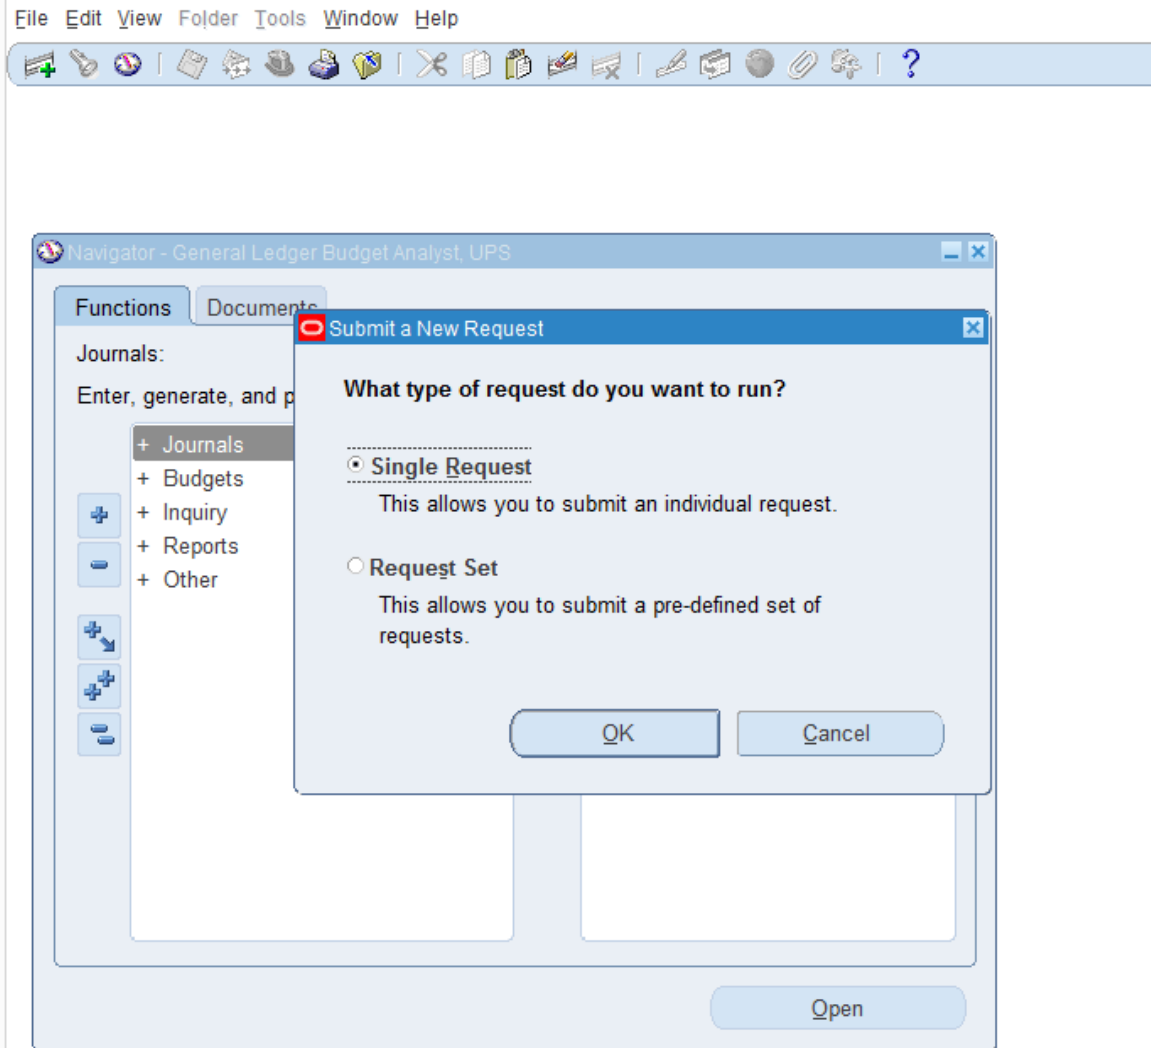 File Edit View Folder Tools Window Help
Navigator - General Ledger Budget Analyst, UPS
Functions Documents
Submit a New Request
Journals:
What type of request do you want to run?
Enter, generate, and p
+ Journals
+ Budgets
+ Inquiry
+ Reports
+ Other
Single Request
This allows you to submit an individual request.
Request Set
This allows you to submit a pre-defined set of
requests.
OK Cancel
Open